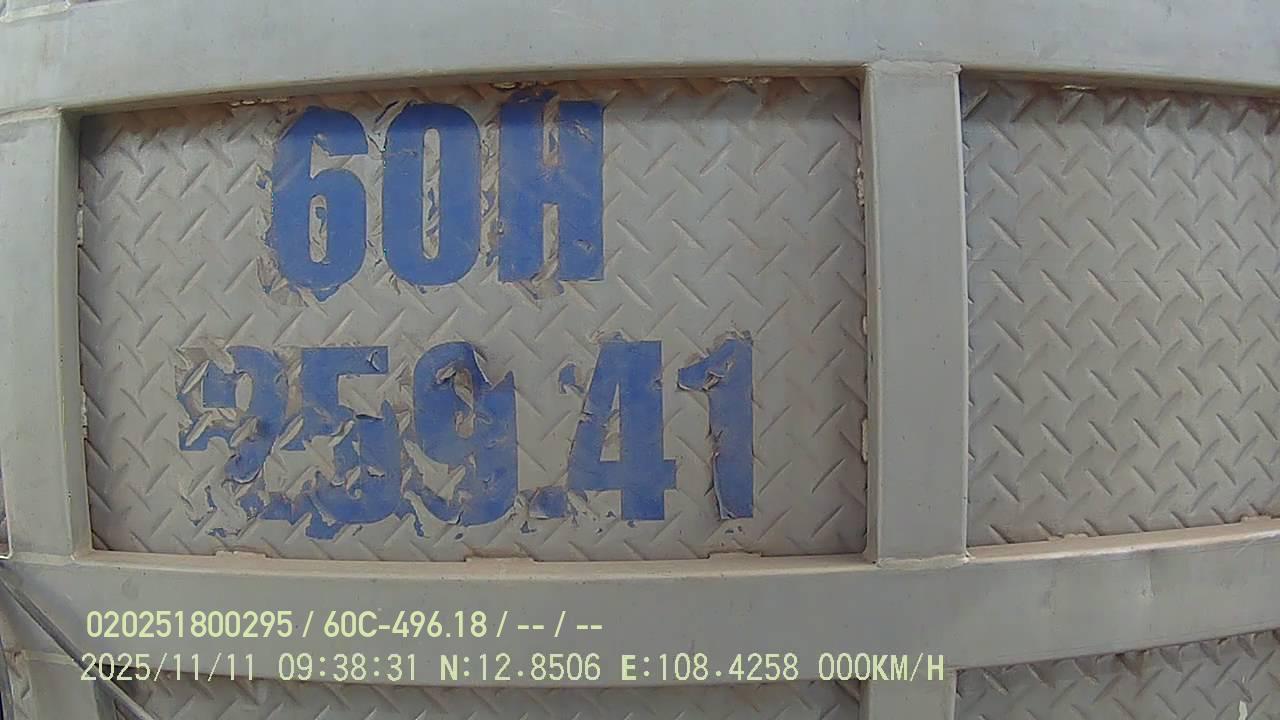 60H
259.41
020251800295 / 60C-496.18 / -- / --
2025/11/11 09:38:31 N:12.8506 E:108.4258 000KM/H